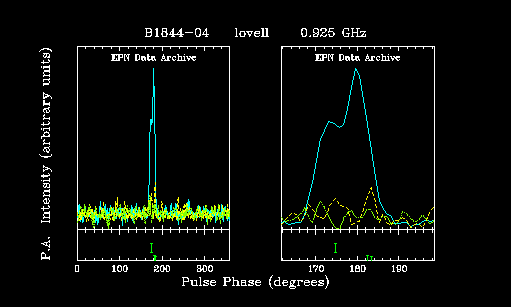 B1844-04 lovell 0.925 GHz
EPN Data Archive EPN Data Archive
P.A. Intensity (arbitrary units)
0 100 200 300 170 180 190
Pulse Phase (degrees)